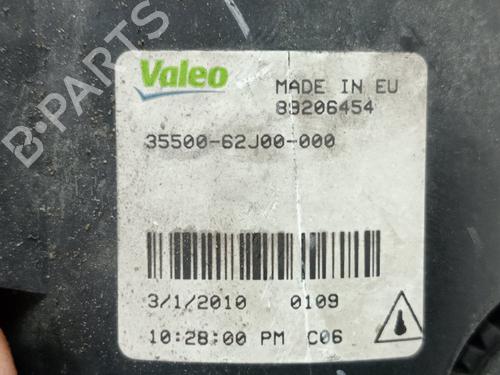 B-PARTS
Valeo
MADE IN EU
89206454
35500-62J00-000
3/1/2010 0109
10:28:00 PM C06